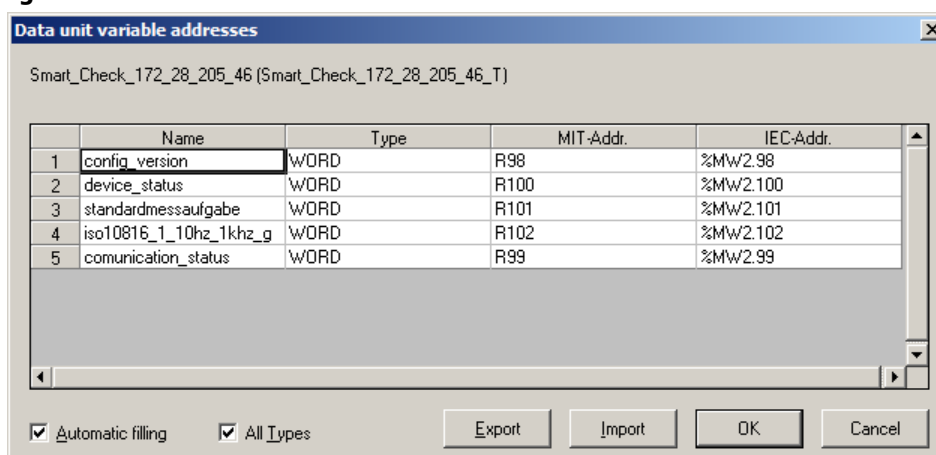 Data unit variable addresses
Smart_Check_172_28_205_46 (Smart_Check_172_28_205_46_T)
Name Type MIT-Addr. IEC-Addr.
1 config_version WORD R98 %MW2.98
2 device_status WORD R100 %MW2.100
3 standardmessaufgabe WORD R101 %MW2.101
4 iso10816_1_10hz_1khz_g WORD R102 %MW2.102
5 comunication_status WORD R99 %MW2.99
Automatic filling All Types Export Import OK Cancel